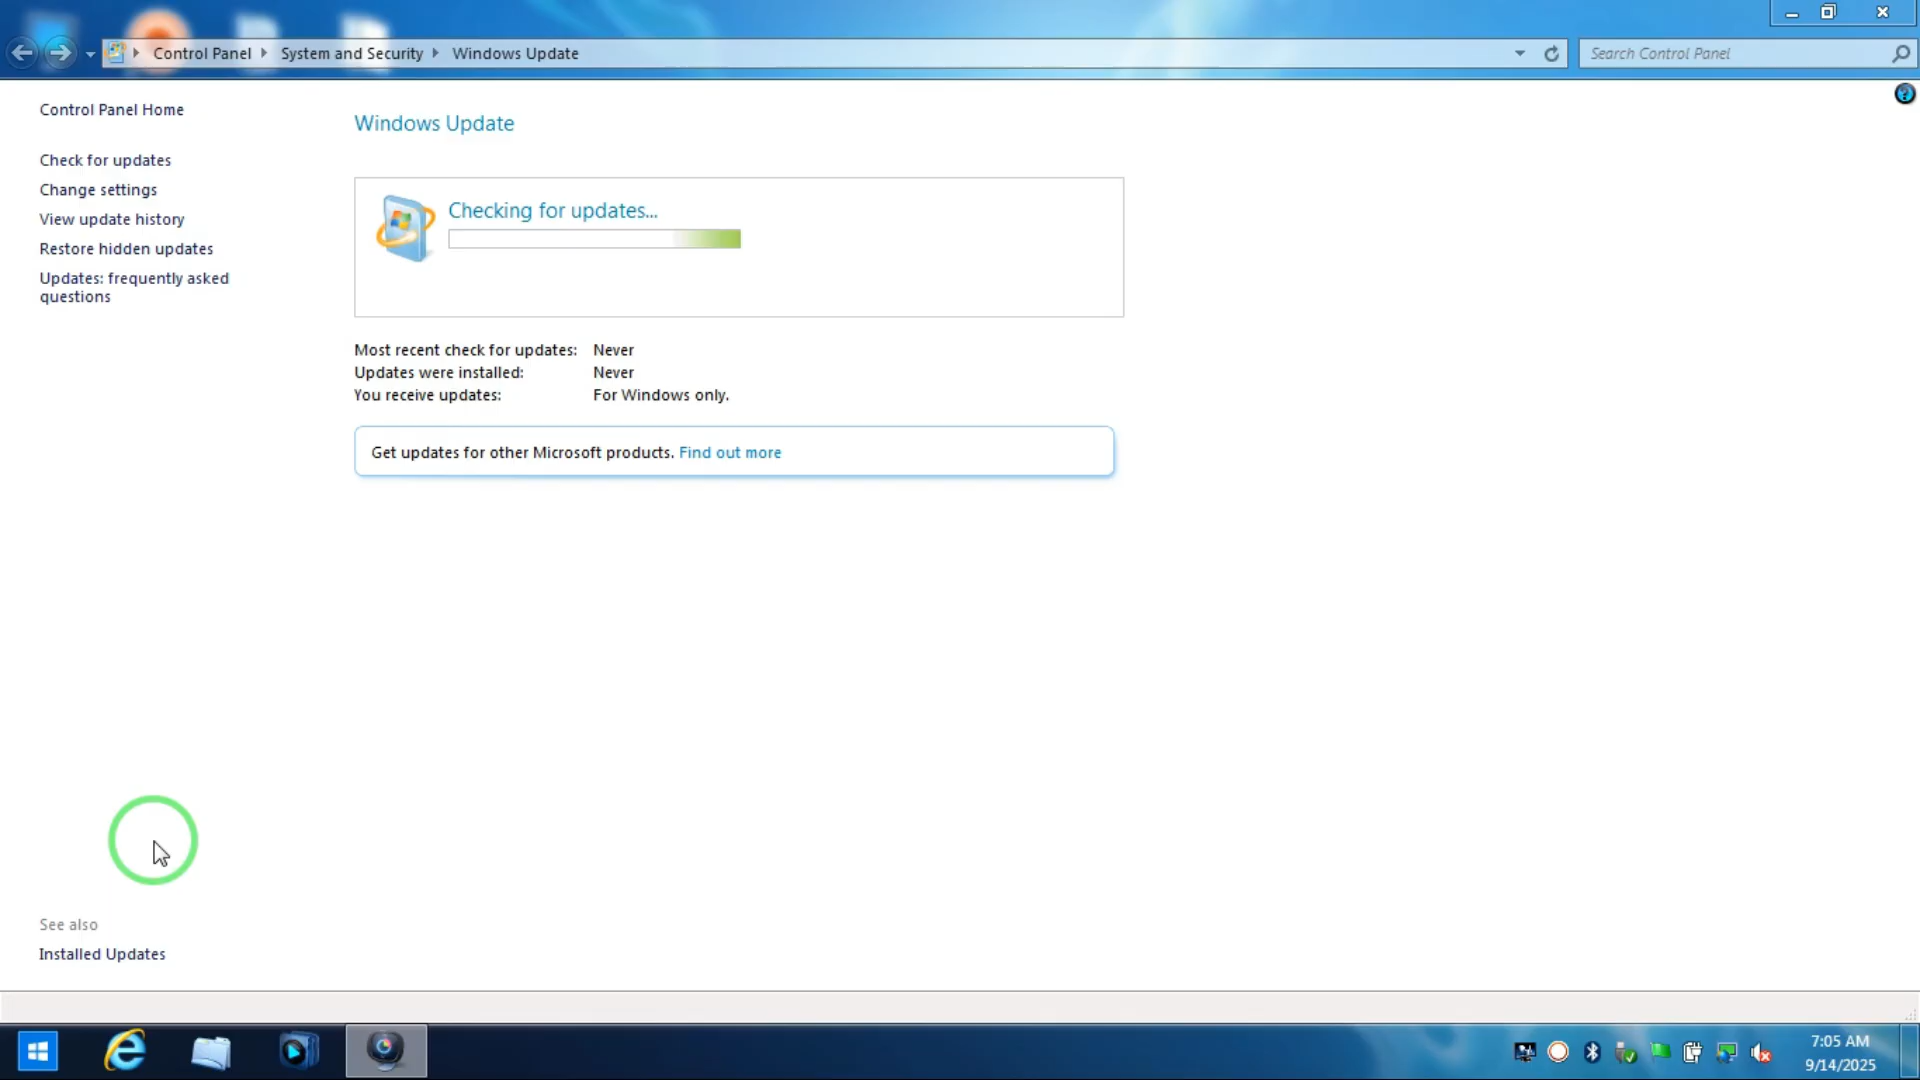 Control Panel
System and Security
Windows Update
Search Control Panel
Control Panel Home
Check for updates
Change settings
View update history
Restore hidden updates
Updates: frequently asked
questions
Windows Update
Checking for updates...
Most recent check for updates: Never
Updates were installed: Never
You receive updates: For Windows only.
Get updates for other Microsoft products. Find out more
See also
Installed Updates
7:05 AM
9/14/2025